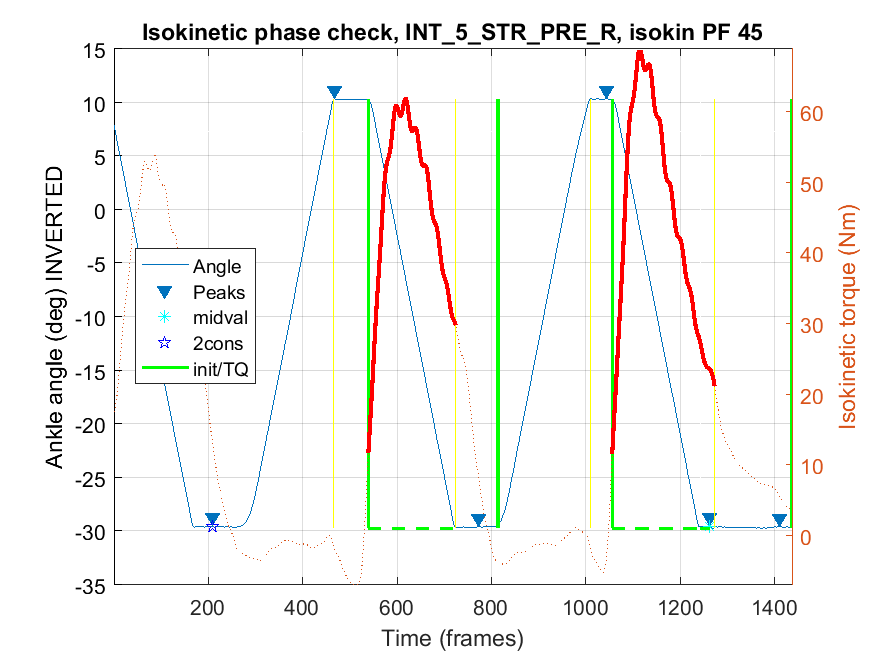 Isokinetic phase check, INT_5_STR_PRE_R, isokin PF 45
15
10
5
0
-5
-10
-15
-20
-25
-30
-35
Ankle angle (deg) INVERTED
Angle
Peaks
midval
2cons
init/TQ
60
50
40
30
20
10
0
Isokinetic torque (Nm)
200
400
600
800
1000
1200
1400
Time (frames)